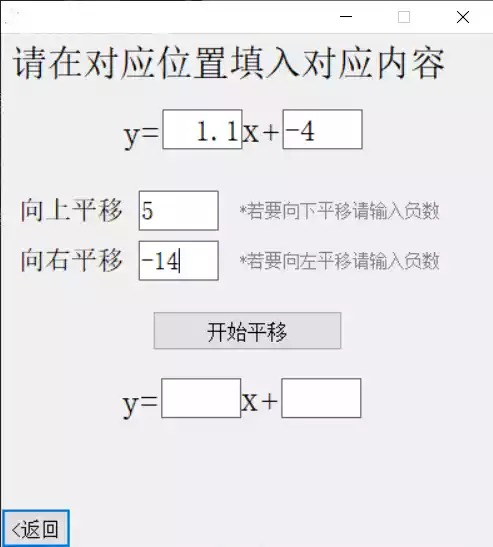 请在对应位置填入对应内容
y= 1.1x+-4
向上平移 5 *若要向下平移请输入负数
向右平移 -14 *若要向左平移请输入负数
开始平移
y= x+
<返回